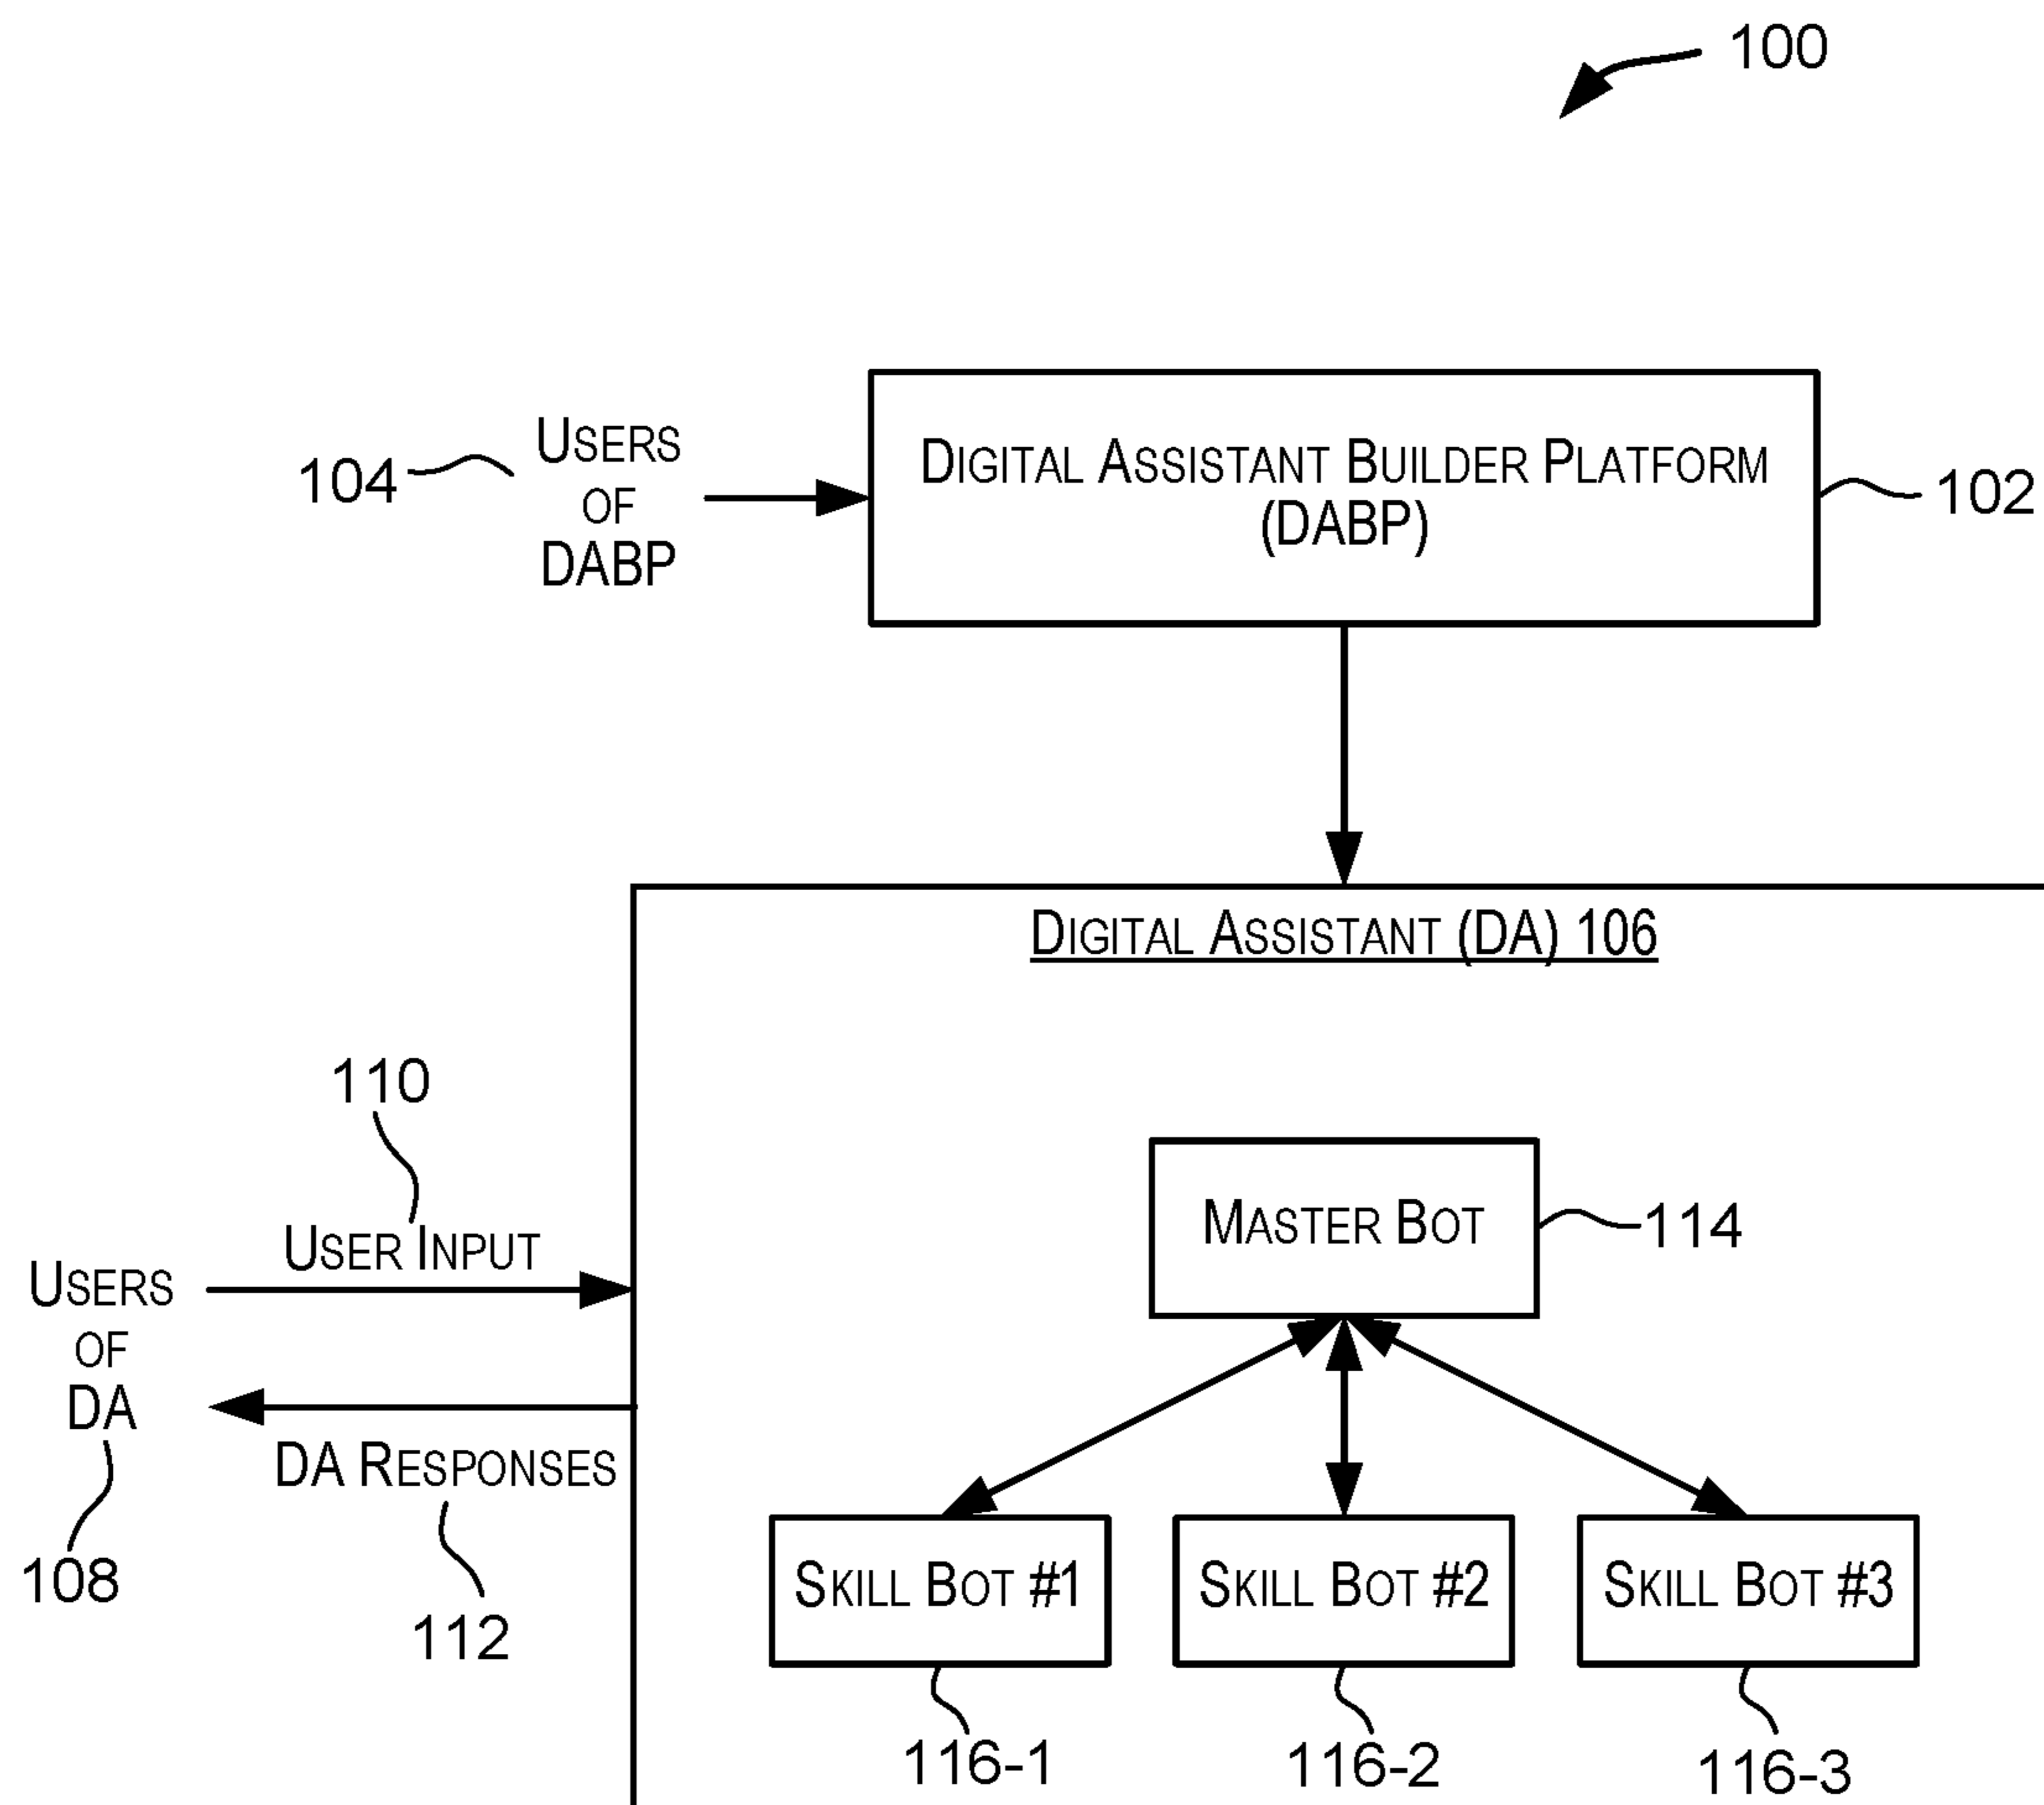 100
USERS
OF
DABP
104
DIGITAL ASSISTANT BUILDER PLATFORM
(DABP)
102
DIGITAL ASSISTANT (DA) 106
110
USER INPUT
USERS
OF
DA
DA RESPONSES
108
112
MASTER BOT
114
SKILL BOT #1
SKILL BOT #2
SKILL BOT #3
116-1
116-2
116-3